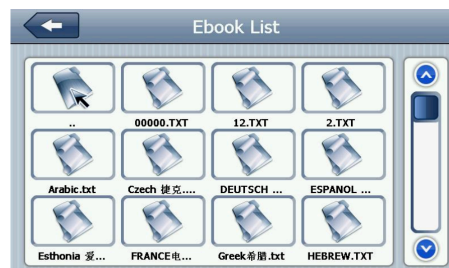 Ebook List
..
00000.TXT
12.TXT
2.TXT
Arabic.txt
Czech 捷克....
DEUTSCH ...
ESPANOL ...
Esthonia 爱...
FRANCE电...
Greek希腊.txt
HEBREW.TXT